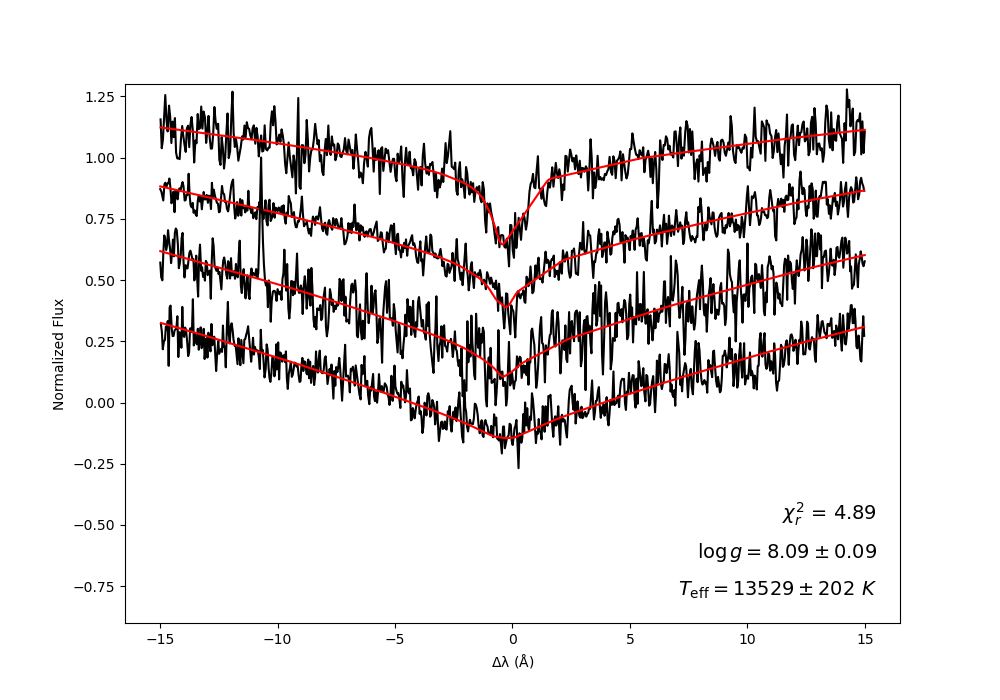 1.25
1.00
0.75
0.50
0.25
0.00
−0.25
−0.50
−0.75
Normalized Flux
χ²ᵣ = 4.89
log g = 8.09 ± 0.09
T_eff = 13529 ± 202 K
−15 −10 −5 0 5 10 15
Δλ (Å)